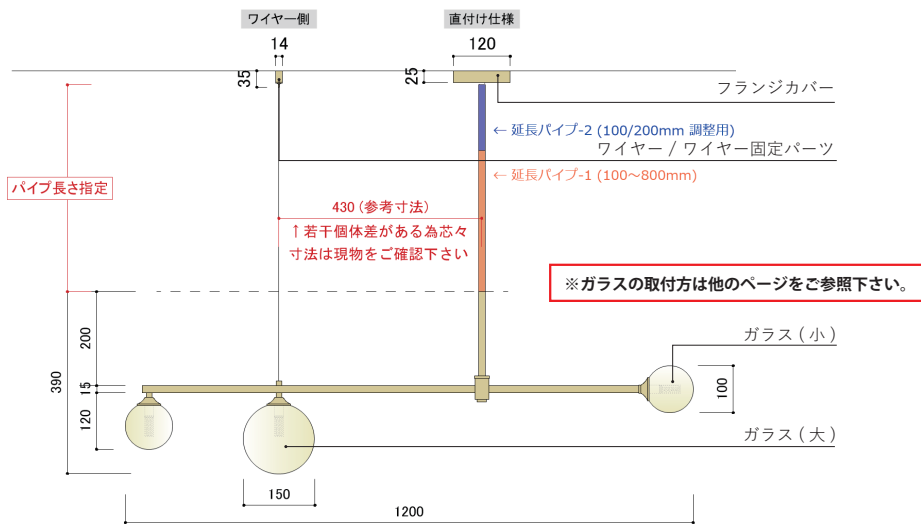 ワイヤー側
直付け仕様
14
120
35
25
フランジカバー
← 延長パイプ-2 (100/200mm 調整用)
ワイヤー / ワイヤー固定パーツ
← 延長パイプ-1 (100～800mm)
パイプ長さ指定
430 (参考寸法)
↑若干個体差がある為芯々
寸法は現物をご確認下さい
※ガラスの取付方は他のページをご参照下さい。
200
ガラス ( 小 )
390
15
100
120
ガラス ( 大 )
150
1200